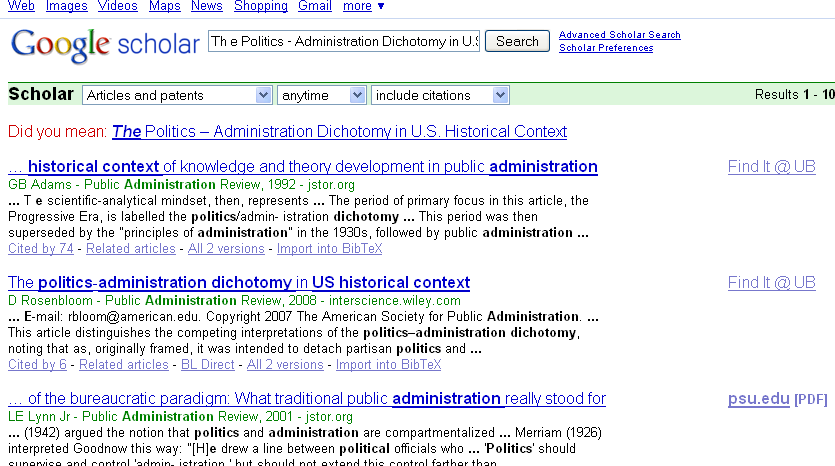 Web Images Videos Maps News Shopping Gmail more ▼
Google scholar Th e Politics - Administration Dichotomy in U.S Search Advanced Scholar Search
Scholar Preferences
Scholar Articles and patents anytime include citations Results 1 - 10
Did you mean: The Politics – Administration Dichotomy in U.S. Historical Context
... historical context of knowledge and theory development in public administration Find It @ UB
GB Adams - Public Administration Review, 1992 - jstor.org
... T e scientific-analytical mindset, then, represents ... The period of primary focus in this article, the
Progressive Era, is labelled the politics/admin- istration dichotomy ... This period was then
superseded by the "principles of administration" in the 1930s, followed by public administration ...
Cited by 74 - Related articles - All 2 versions - Import into BibTeX
The politics-administration dichotomy in US historical context Find It @ UB
D Rosenbloom - Public Administration Review, 2008 - interscience.wiley.com
... E-mail: rbloom@american.edu. Copyright 2007 The American Society for Public Administration. ...
This article distinguishes the competing interpretations of the politics–administration dichotomy,
noting that as, originally framed, it was intended to detach partisan politics and ...
Cited by 6 - Related articles - BL Direct - All 2 versions - Import into BibTeX
... of the bureaucratic paradigm: What traditional public administration really stood for psu.edu [PDF]
LE Lynn Jr - Public Administration Review, 2001 - jstor.org
... (1942) argued the notion that politics and administration are compartmentalized ... Merriam (1926)
interpreted Goodnow this way: "[H]e drew a line between political officials who ... 'Politics' should
supervise and control 'admin- istration,' but should not extend this control farther than